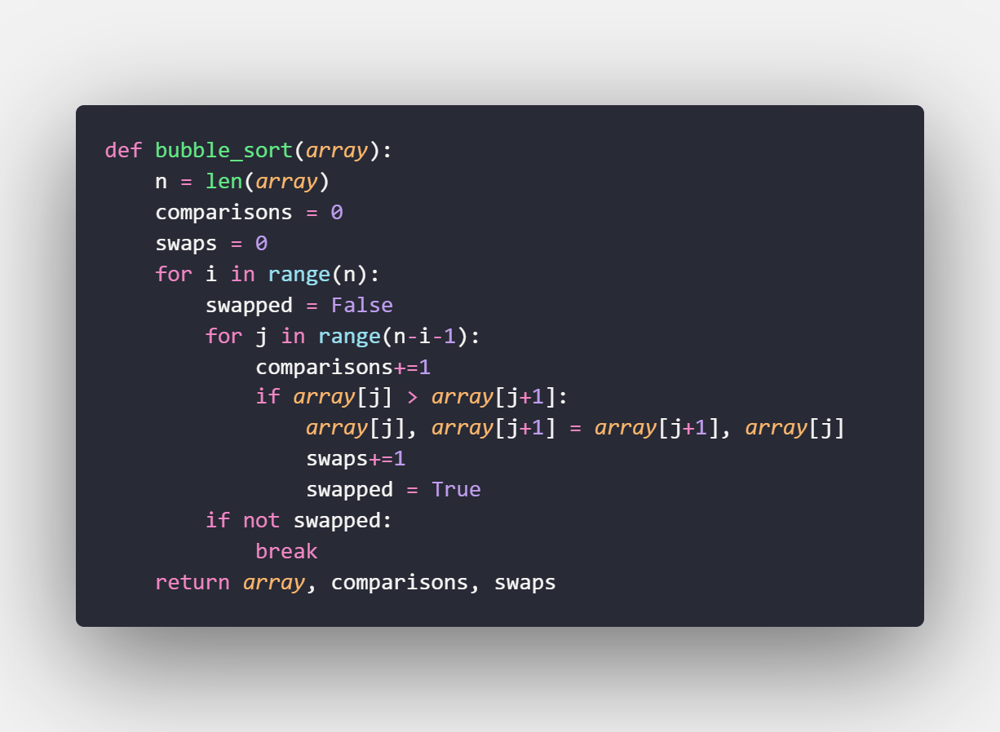 def bubble_sort(array):
    n = len(array)
    comparisons = 0
    swaps = 0
    for i in range(n):
        swapped = False
        for j in range(n-i-1):
            comparisons+=1
            if array[j] > array[j+1]:
                array[j], array[j+1] = array[j+1], array[j]
                swaps+=1
                swapped = True
        if not swapped:
            break
    return array, comparisons, swaps